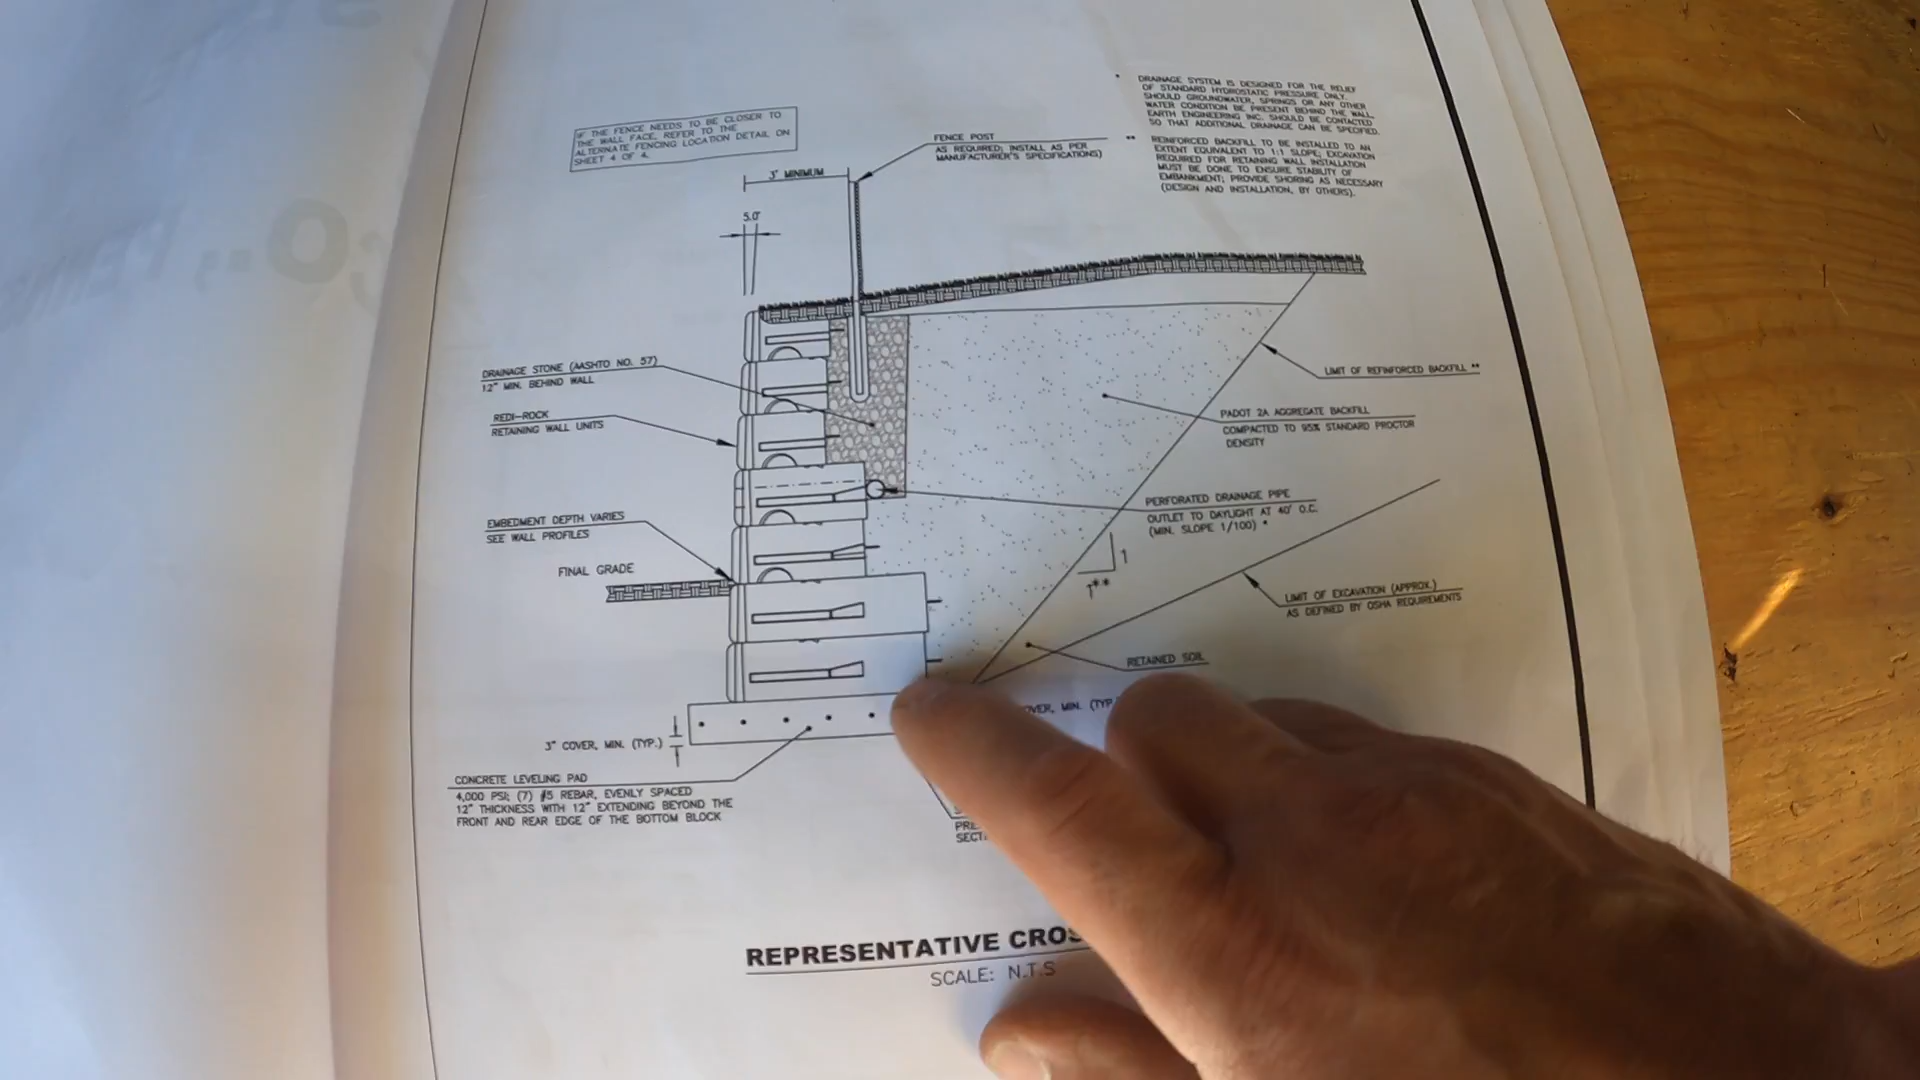 IF THE FENCE NEEDS TO BE CLOSER TO
THE WALL FACE, REFER TO THE
ALTERNATE FENCING LOCATION DETAIL ON
SHEET 4 OF 4.
* DRAINAGE SYSTEM IS DESIGNED FOR THE RELIEF
OF STANDARD HYDROSTATIC PRESSURE ONLY.
SHOULD GROUNDWATER, SPRINGS OR ANY OTHER
WATER CONDITION BE PRESENT BEHIND THE WALL,
EARTH ENGINEERING INC. SHOULD BE CONTACTED
SO THAT ADDITIONAL DRAINAGE CAN BE SPECIFIED.
** REINFORCED BACKFILL TO BE INSTALLED TO AN
EXTENT EQUIVALENT TO 1:1 SLOPE; EXCAVATION
REQUIRED FOR RETAINING WALL INSTALLATION
MUST BE DONE TO ENSURE STABILITY OF
EMBANKMENT; PROVIDE SHORING AS NECESSARY
(DESIGN AND INSTALLATION, BY OTHERS).
FENCE POST
AS REQUIRED; INSTALL AS PER
MANUFACTURER'S SPECIFICATIONS)
3' MINIMUM
5.0°
DRAINAGE STONE (AASHTO NO. 57)
12" MIN. BEHIND WALL
REDI-ROCK
RETAINING WALL UNITS
LIMIT OF REINFORCED BACKFILL **
PADOT 2A AGGREGATE BACKFILL
COMPACTED TO 95% STANDARD PROCTOR
DENSITY
PERFORATED DRAINAGE PIPE
OUTLET TO DAYLIGHT AT 40' O.C.
(MIN. SLOPE 1/100) *
EMBEDMENT DEPTH VARIES
SEE WALL PROFILES
FINAL GRADE
1
1**
LIMIT OF EXCAVATION (APPROX.)
AS DEFINED BY OSHA REQUIREMENTS
RETAINED SOIL
OVER, MIN. (TYP
3" COVER, MIN. (TYP.)
CONCRETE LEVELING PAD
4,000 PSI; (7) #5 REBAR, EVENLY SPACED
12" THICKNESS WITH 12" EXTENDING BEYOND THE
FRONT AND REAR EDGE OF THE BOTTOM BLOCK
PRE
SECTI
REPRESENTATIVE CROS
SCALE: N.T.S